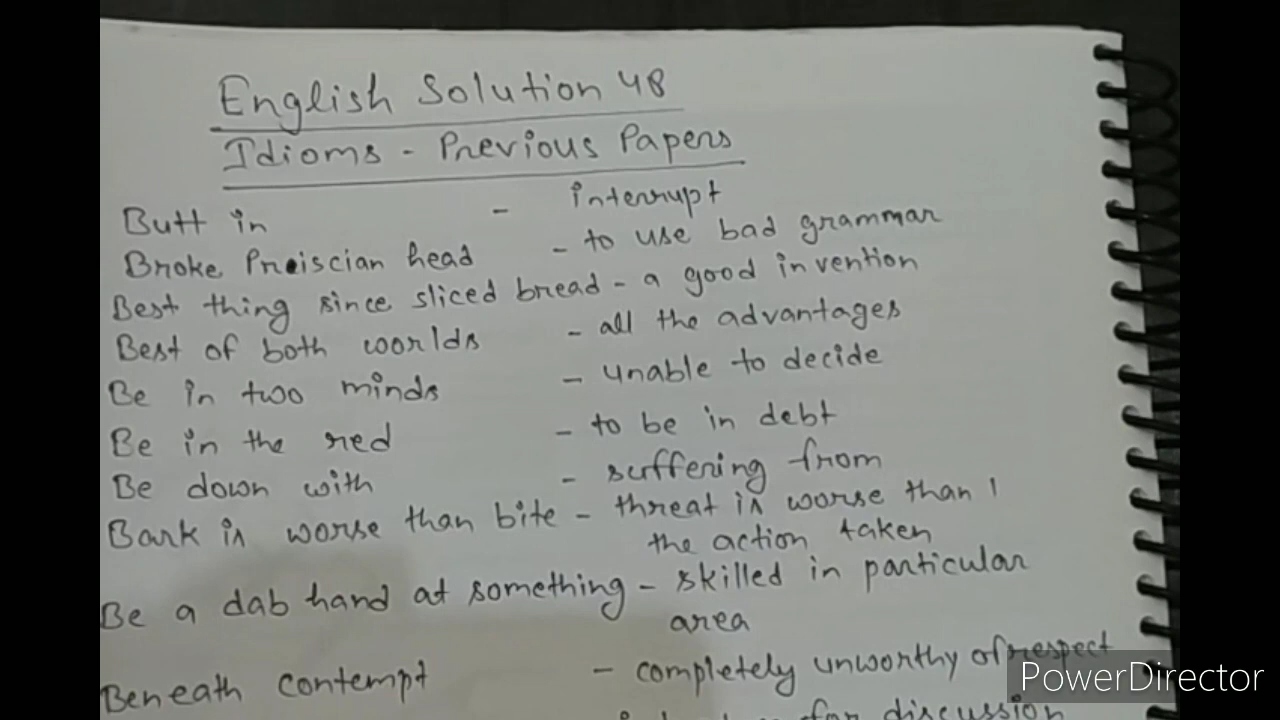 English Solution 48
Idioms - Previous Papers
Butt in - interrupt
Broke Preiscian head - to use bad grammar
Best thing since sliced bread - a good invention
Best of both worlds - all the advantages
Be in two minds - unable to decide
Be in the red - to be in debt
Be down with - suffering from
Bark is worse than bite - threat is worse than
the action taken
Be a dab hand at something - skilled in particular
area
Beneath contempt - completely unworthy of respect
for discussion
PowerDirector